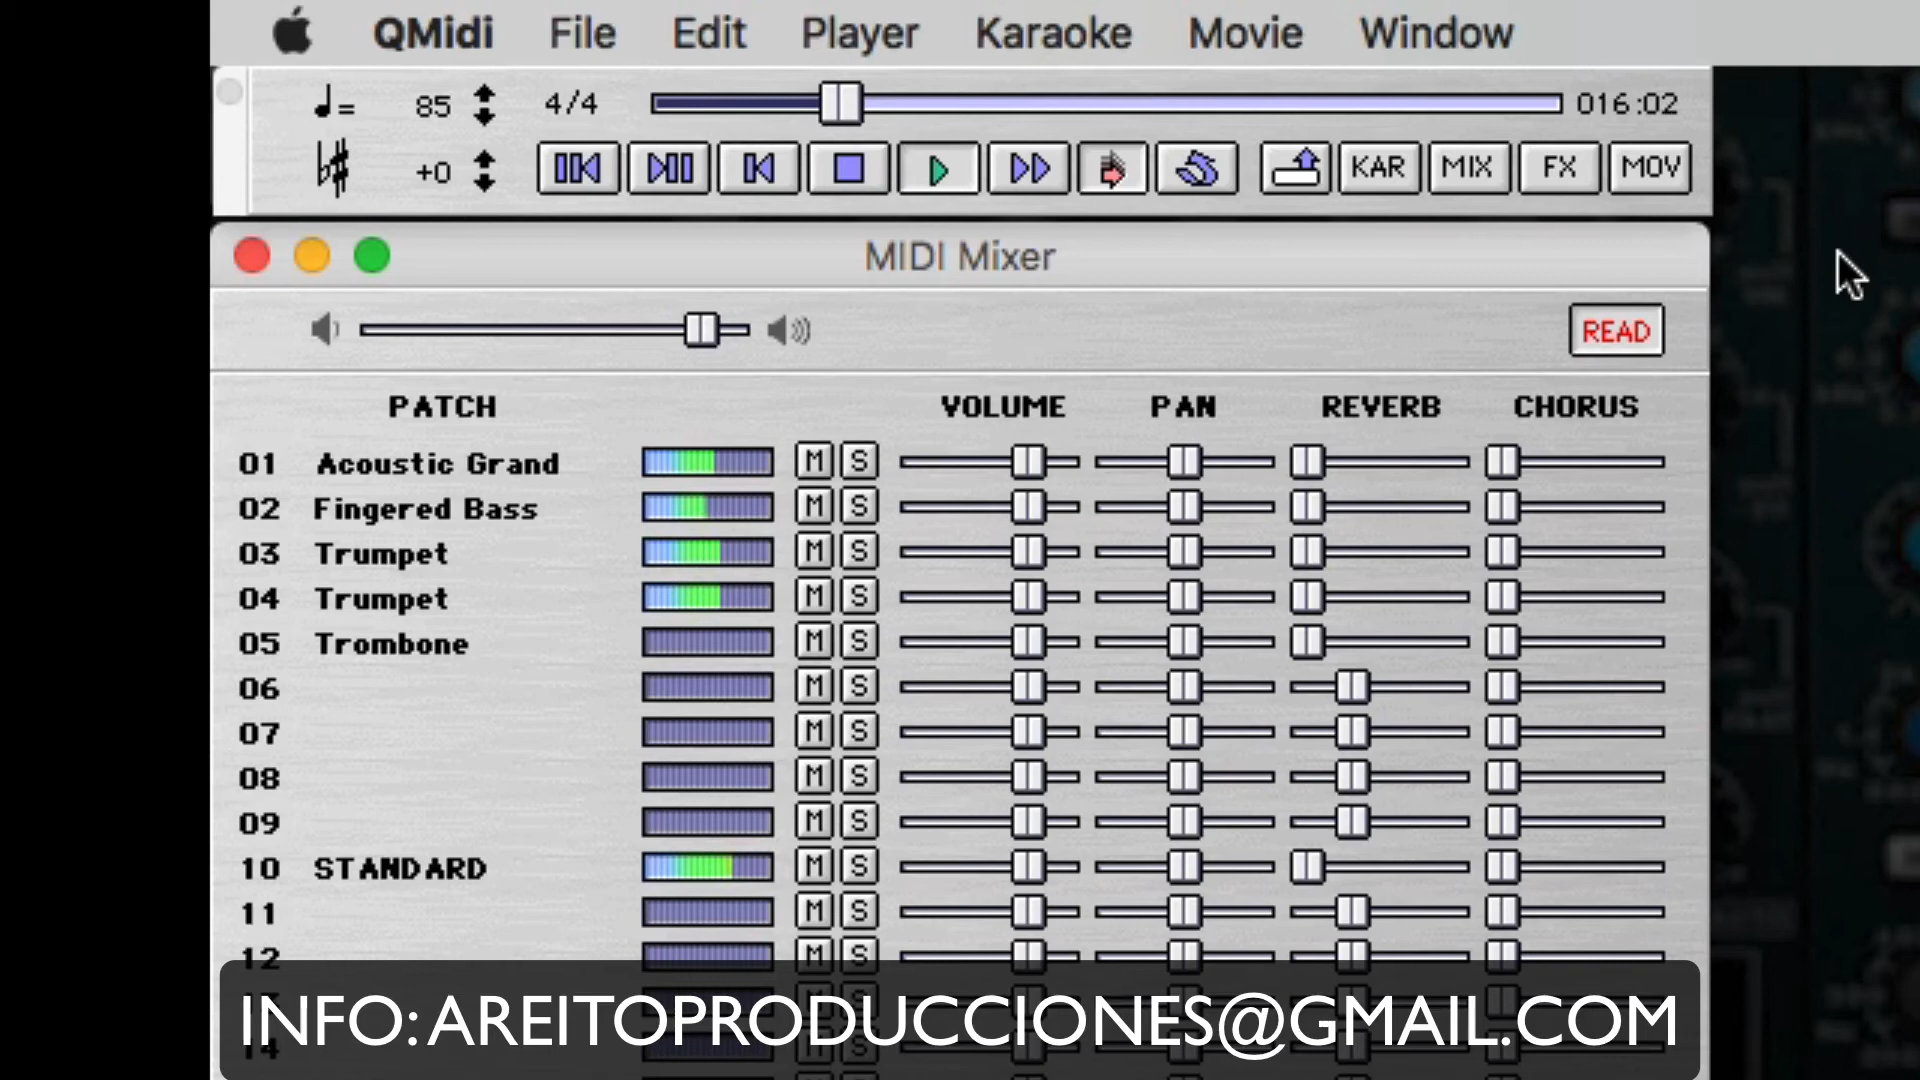 QMidi File Edit Player Karaoke Movie Window
= 85 4/4 016:02
+0 KAR MIX FX MOV
MIDI Mixer
READ
PATCH VOLUME PAN REVERB CHORUS
01 Acoustic Grand M S
02 Fingered Bass M S
03 Trumpet M S
04 Trumpet M S
05 Trombone M S
06 M S
07 M S
08 M S
09 M S
10 STANDARD M S
11 M S
12 M S
INFO: AREITOPRODUCCIONES@GMAIL.COM
14